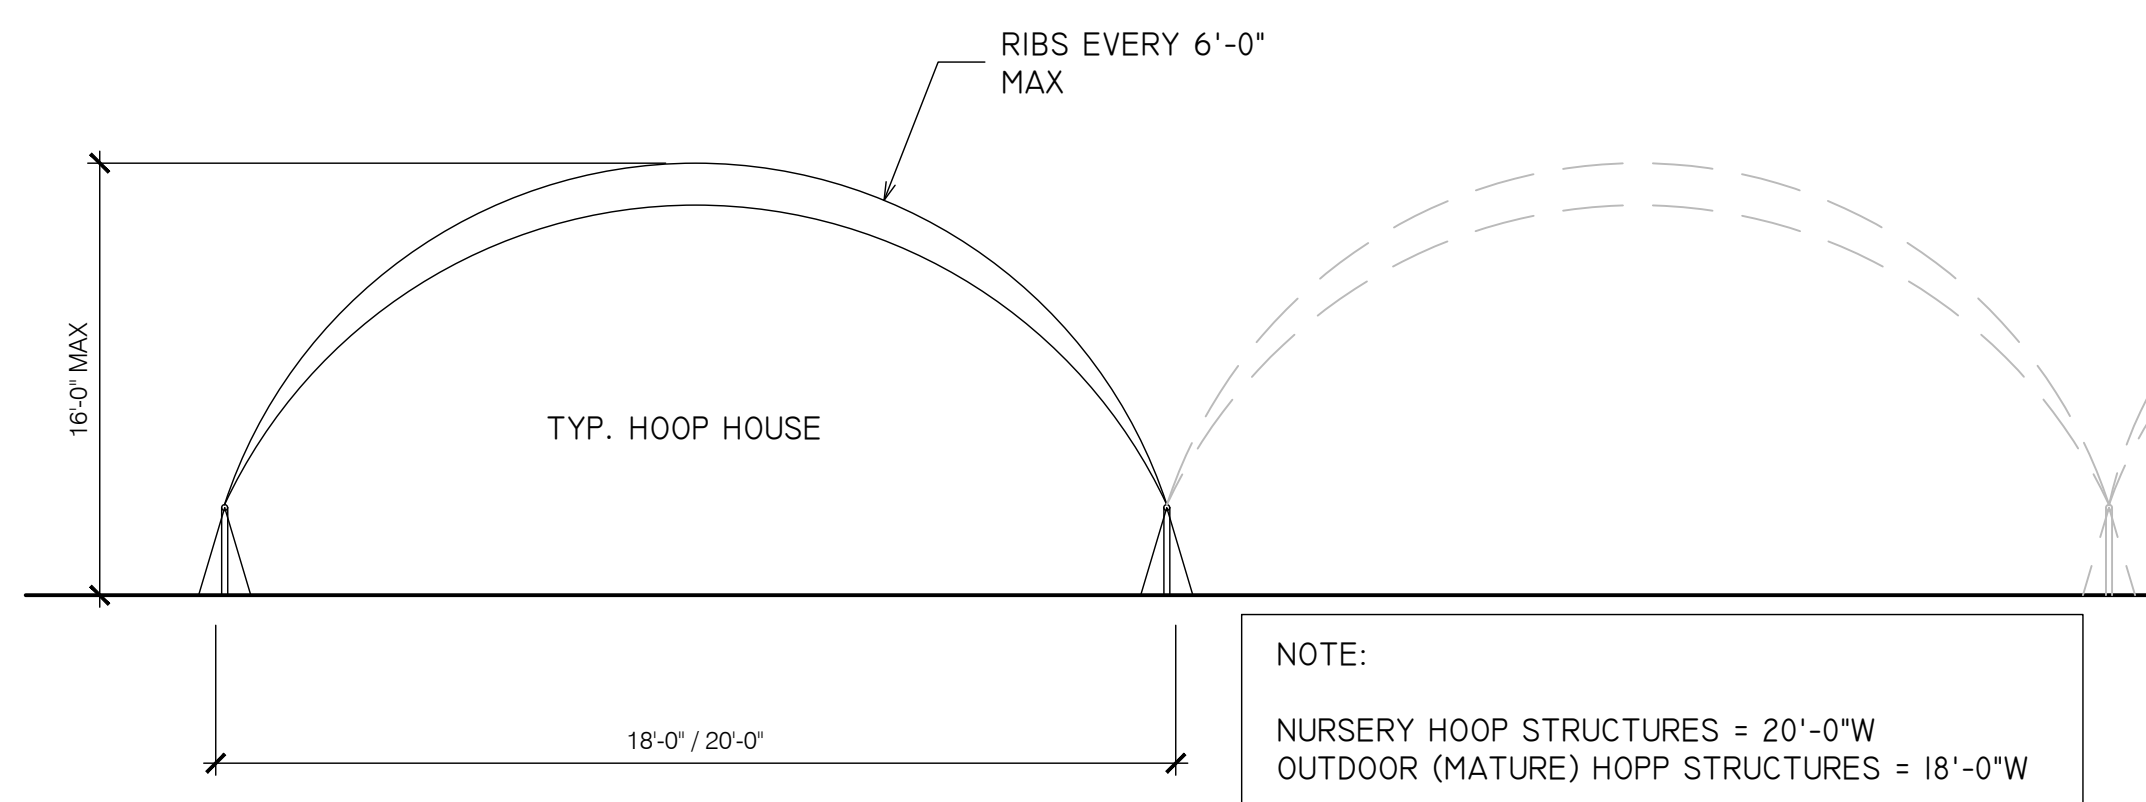 RIBS EVERY 6'-0"
MAX
16'-0" MAX
TYP. HOOP HOUSE
18'-0" / 20'-0"
NOTE:
NURSERY HOOP STRUCTURES = 20'-0"W
OUTDOOR (MATURE) HOPP STRUCTURES = 18'-0"W